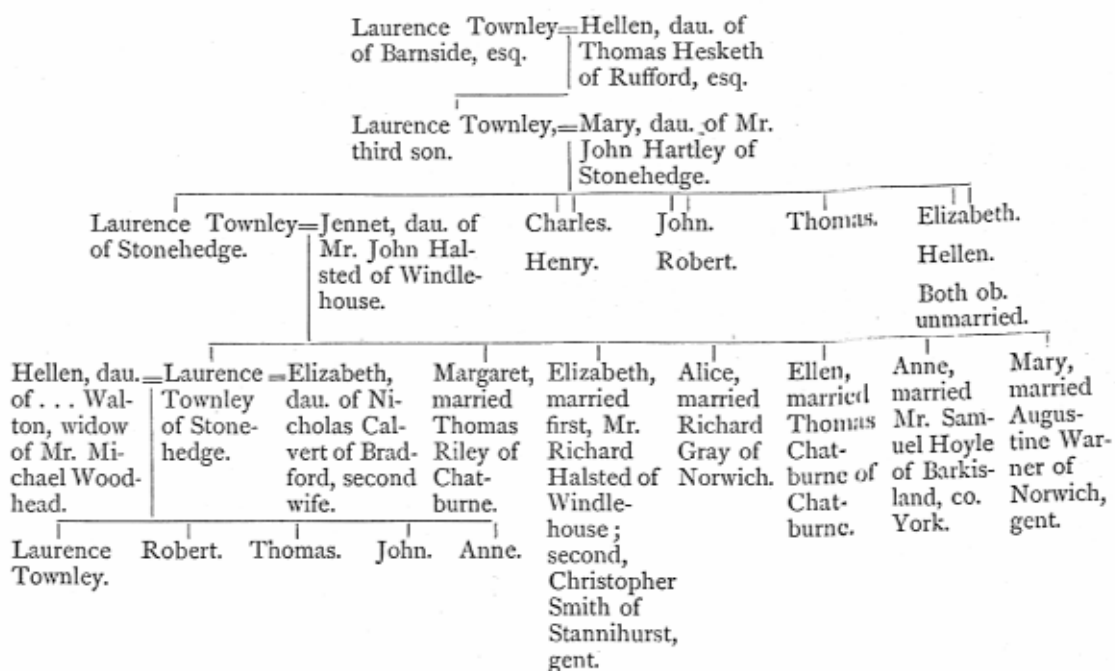 Laurence Townley=Hellen, dau. of
of Barnside, esq.
Thomas Hesketh
of Rufford, esq.
Laurence Townley,=Mary, dau. of Mr.
third son.
John Hartley of
Stonehedge.
Laurence Townley=Jennet, dau. of
of Stonehedge.
Mr. John Hal-
sted of Windle-
house.
Charles.
Henry.
John.
Robert.
Thomas.
Elizabeth.
Hellen.
Both ob.
unmarried.
Hellen, dau.
of . . . Wal-
ton, widow
of Mr. Mi-
chael Wood-
head.
=Laurence=
Townley
of Stone-
hedge.
Elizabeth,
dau. of Ni-
cholas Cal-
vert of Brad-
ford, second
wife.
Margaret,
married
Thomas
Riley of
Chat-
burne.
Elizabeth,
married
first, Mr.
Richard
Halsted of
Windle-
house;
second,
Christopher
Smith of
Stannihurst,
gent.
Alice,
married
Richard
Gray of
Norwich.
Ellen,
married
Thomas
Chat-
burne of
Chat-
burne.
Anne,
married
Mr. Sam-
uel Hoyle
of Barkis-
land, co.
York.
Mary,
married
Augus-
tine War-
ner of
Norwich,
gent.
Laurence
Townley.
Robert.
Thomas.
John.
Anne.